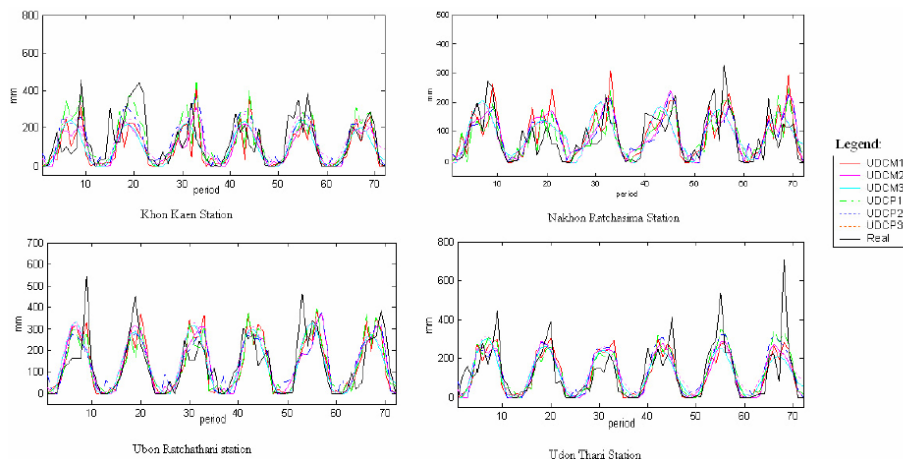 800
600
mm
400
200
0
10 20 30 40 50 60 70
period
Khon Kaen Station
500
400
300
mm
200
100
0
10 20 30 40 50 60 70
period
Nakhon Ratchasima Station
Legend:
UDCM1
UDCM2
UDCM3
UDCP1
UDCP2
UDCP3
Real
700
600
500
400
mm
300
200
100
0
10 20 30 40 50 60 70
period
Ubon Ratchathani station
800
600
mm
400
200
0
10 20 30 40 50 60 70
period
Udon Thani Station